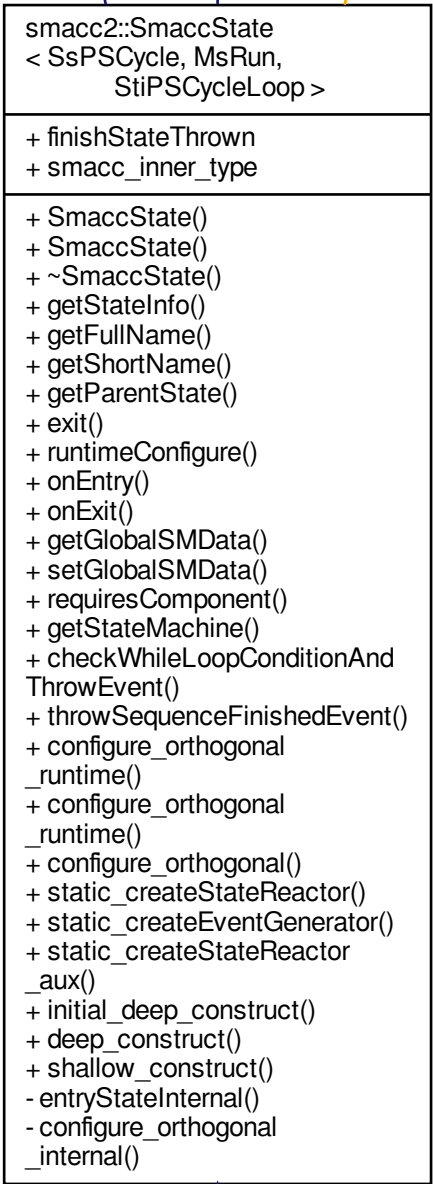 smacc2::SmaccState
< SsPSCycle, MsRun,
StiPSCycleLoop >
+ finishStateThrown
+ smacc_inner_type
+ SmaccState()
+ SmaccState()
+ ~SmaccState()
+ getStateInfo()
+ getFullName()
+ getShortName()
+ getParentState()
+ exit()
+ runtimeConfigure()
+ onEntry()
+ onExit()
+ getGlobalSMData()
+ setGlobalSMData()
+ requiresComponent()
+ getStateMachine()
+ checkWhileLoopConditionAnd
ThrowEvent()
+ throwSequenceFinishedEvent()
+ configure_orthogonal
_runtime()
+ configure_orthogonal
_runtime()
+ configure_orthogonal()
+ static_createStateReactor()
+ static_createEventGenerator()
+ static_createStateReactor
_aux()
+ initial_deep_construct()
+ deep_construct()
+ shallow_construct()
- entryStateInternal()
- configure_orthogonal
_internal()